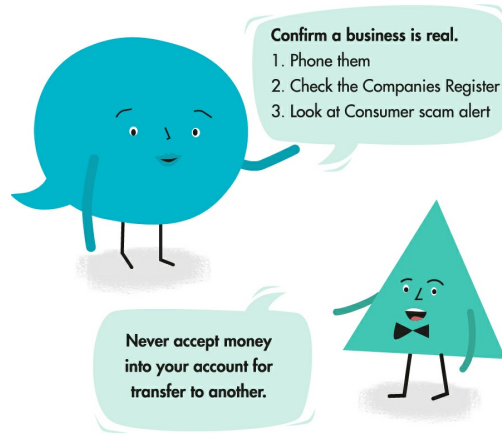 Confirm a business is real.
1. Phone them
2. Check the Companies Register
3. Look at Consumer scam alert
Never accept money
into your account for
transfer to another.